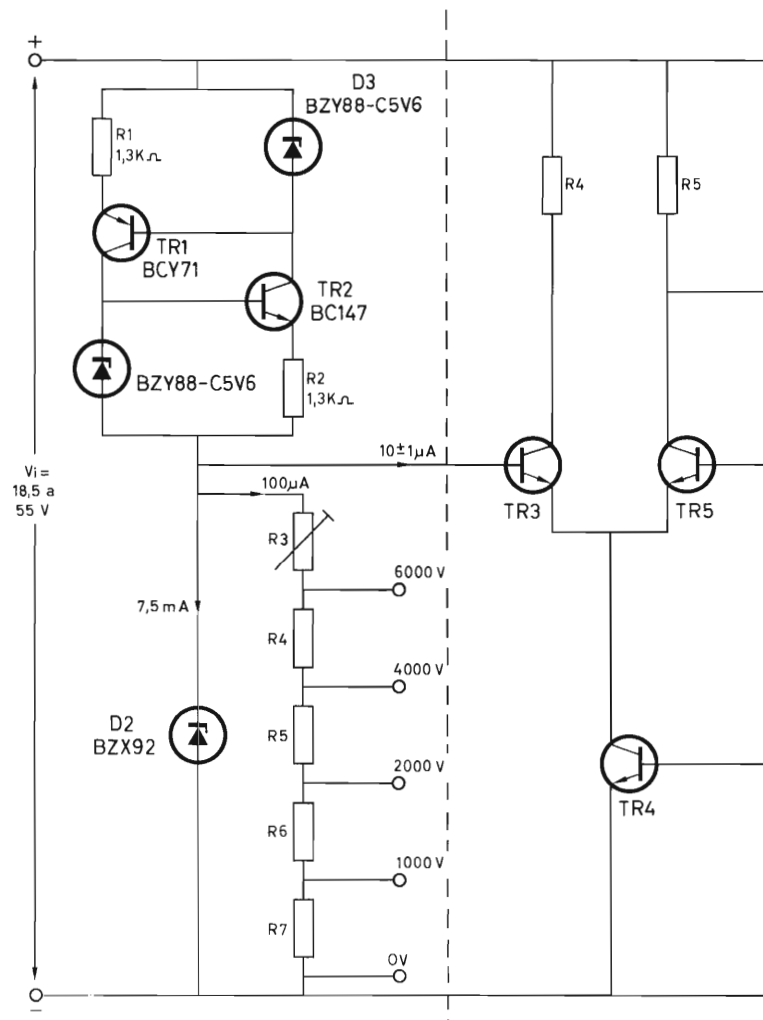 +
D3
BZY88-C5V6
R1
1,3KΩ
R4
R5
TR1
BCY71
TR2
BC147
BZY88-C5V6
R2
1,3KΩ
10±1µA
Vi=
18,5 a
55 V
100µA
TR3
TR5
R3
6000 V
7,5mA
R4
4000 V
D2
BZX92
R5
2000 V
TR4
R6
1000 V
R7
0V
−